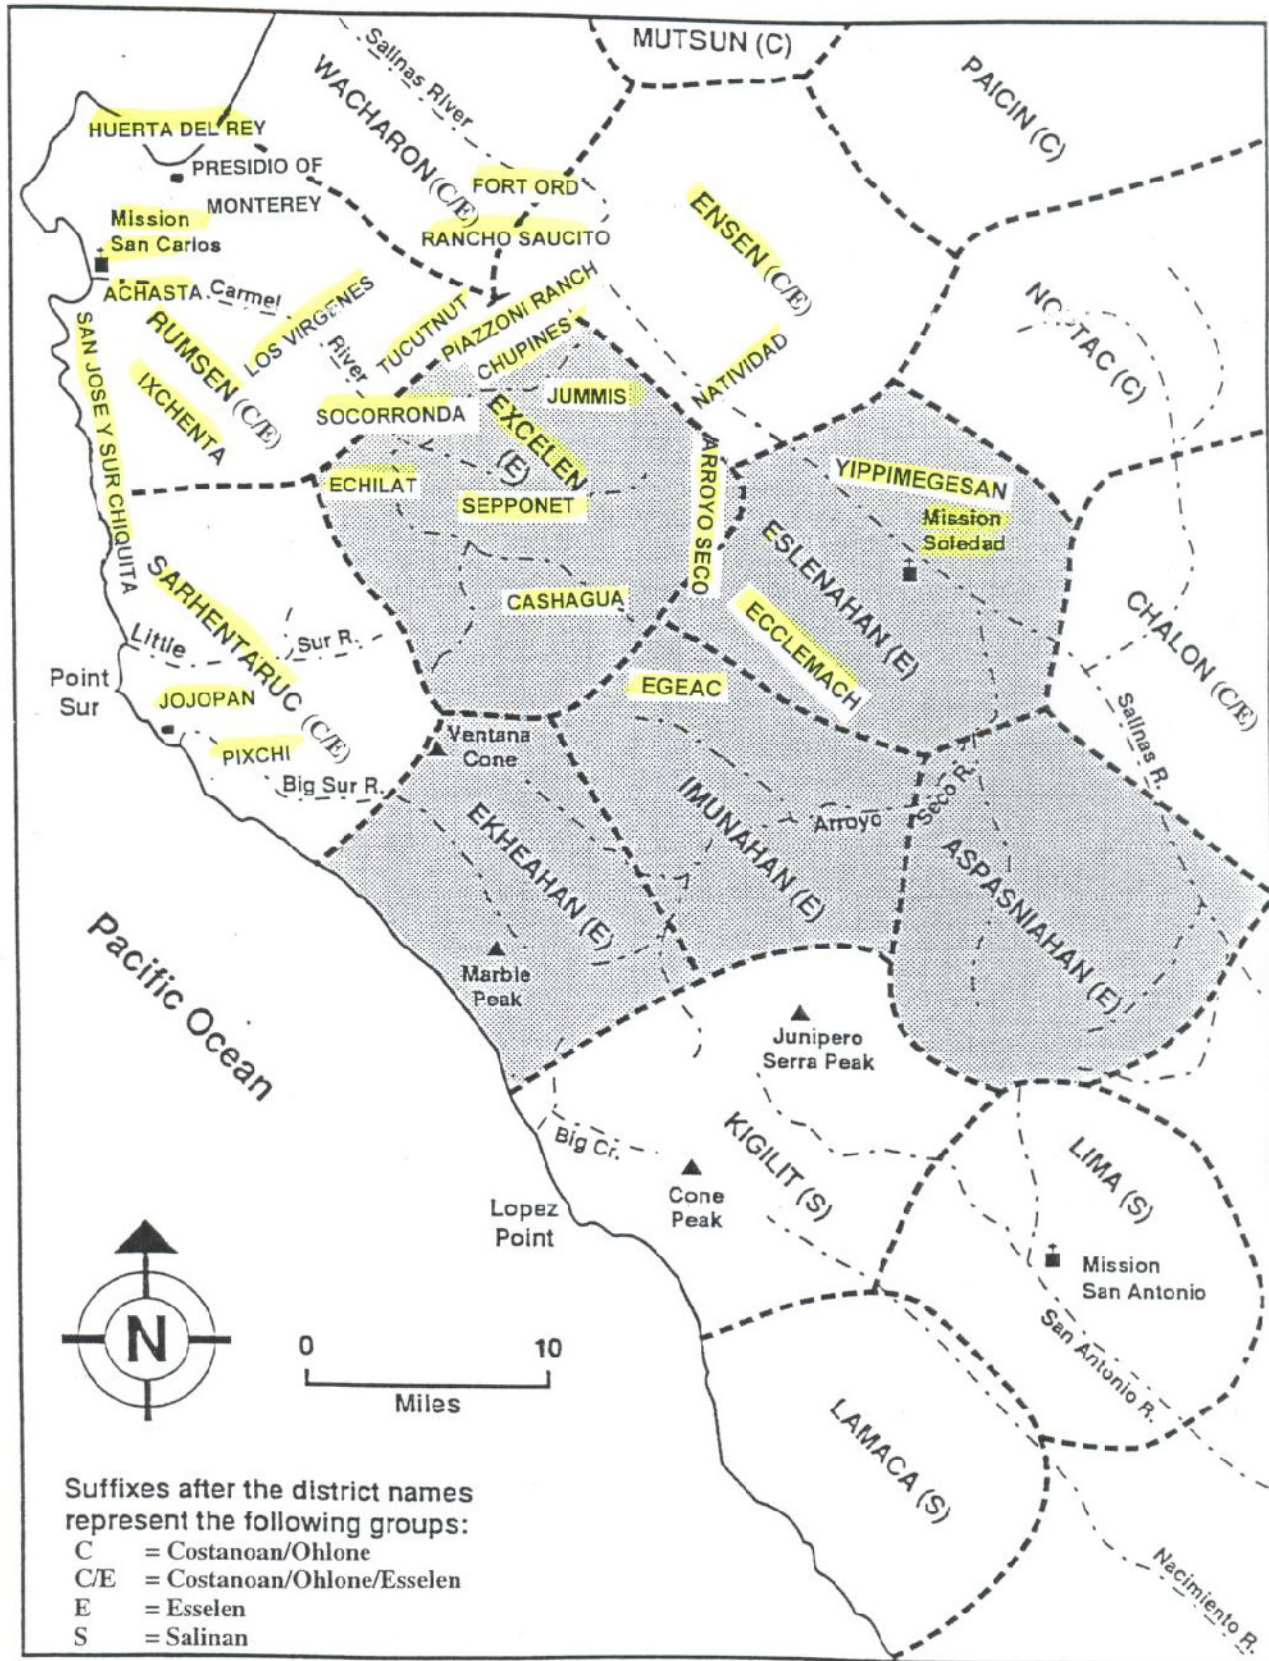 MUTSUN (C)
Salinas River
WACHARON (C/E)
PAICIN (C)
HUERTA DEL REY
PRESIDIO OF
MONTEREY
FORT ORD
RANCHO SAUCITO
ENSEN (C/E)
Mission
San Carlos
ACHASTA
Carmel
River
LOS VIRGENES
TUCUTNUT
PIAZZONI RANCH
CHUPINES
NATIVIDAD
SAN JOSE Y SUR CHIQUITA
RUMSEN (C/E)
IXCHENTA
SOCORRONDA
JUMMIS
EXCELEN
(E)
ECHILAT
SEPPONET
ARROYO SECO
YIPPIMEGESAN
Mission
Soledad
ESLENAHAN (E)
CASHAGUA
ECCLEMACH
CHALON (C/E)
SARHENTARUC (C/E)
Little
Sur R.
Point
Sur
JOJOPAN
PIXCHI
Big Sur R.
EGEAC
Ventana
Cone
Salinas R.
EKHEAHAN (E)
IMUNAHAN (E)
Arroyo
Seco R.
ASPASNIAHAN (E)
Pacific Ocean
Marble
Peak
Junipero
Serra Peak
Big Cr.
KIGILIT (S)
LIMA (S)
Cone
Peak
Lopez
Point
Mission
San Antonio
San Antonio R.
N
0
10
Miles
LAMACA (S)
Nacimiento R.
Suffixes after the district names
represent the following groups:
C = Costanoan/Ohlone
C/E = Costanoan/Ohlone/Esselen
E = Esselen
S = Salinan